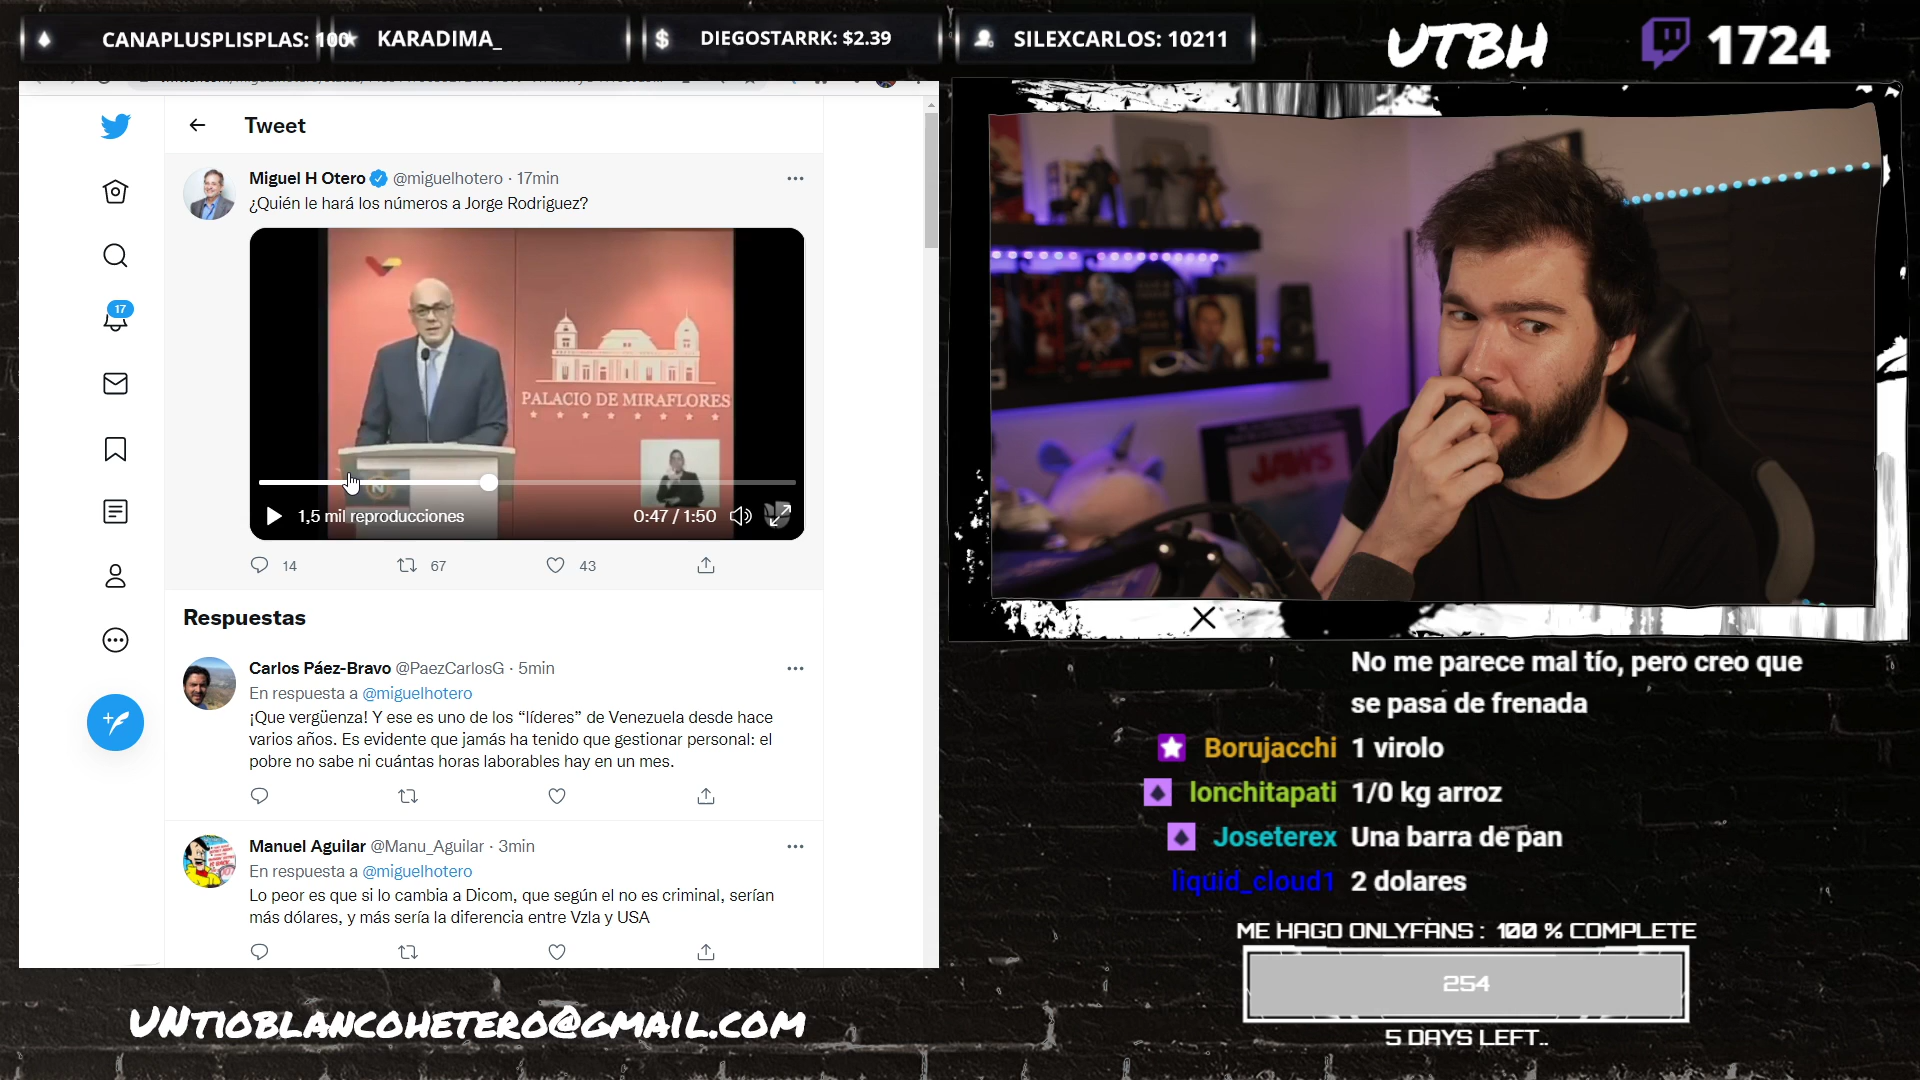 CANAPLUSPLISPLAS: 100
KARADIMA_
$ DIEGOSTARRK: $2.39
SILEXCARLOS: 10211
UTBH
1724
Tweet
Miguel H Otero @miguelhotero · 17min
¿Quién le hará los números a Jorge Rodriguez?
PALACIO DE MIRAFLORES
1,5 mil reproducciones
0:47 / 1:50
14
67
43
17
Respuestas
Carlos Páez-Bravo @PaezCarlosG · 5min
En respuesta a @miguelhotero
¡Que vergüenza! Y ese es uno de los “líderes” de Venezuela desde hace
varios años. Es evidente que jamás ha tenido que gestionar personal: el
pobre no sabe ni cuántas horas laborables hay en un mes.
Manuel Aguilar @Manu_Aguilar · 3min
En respuesta a @miguelhotero
Lo peor es que si lo cambia a Dicom, que según el no es criminal, serían
más dólares, y más sería la diferencia entre Vzla y USA
UNTIOBLANCOHETERO@GMAIL.COM
JAWS
No me parece mal tío, pero creo que
se pasa de frenada
Borujacchi 1 virolo
lonchitapati 1/0 kg arroz
Joseterex Una barra de pan
liquid_cloud1 2 dolares
ME HAGO ONLYFANS : 100 % COMPLETE
254
5 DAYS LEFT..